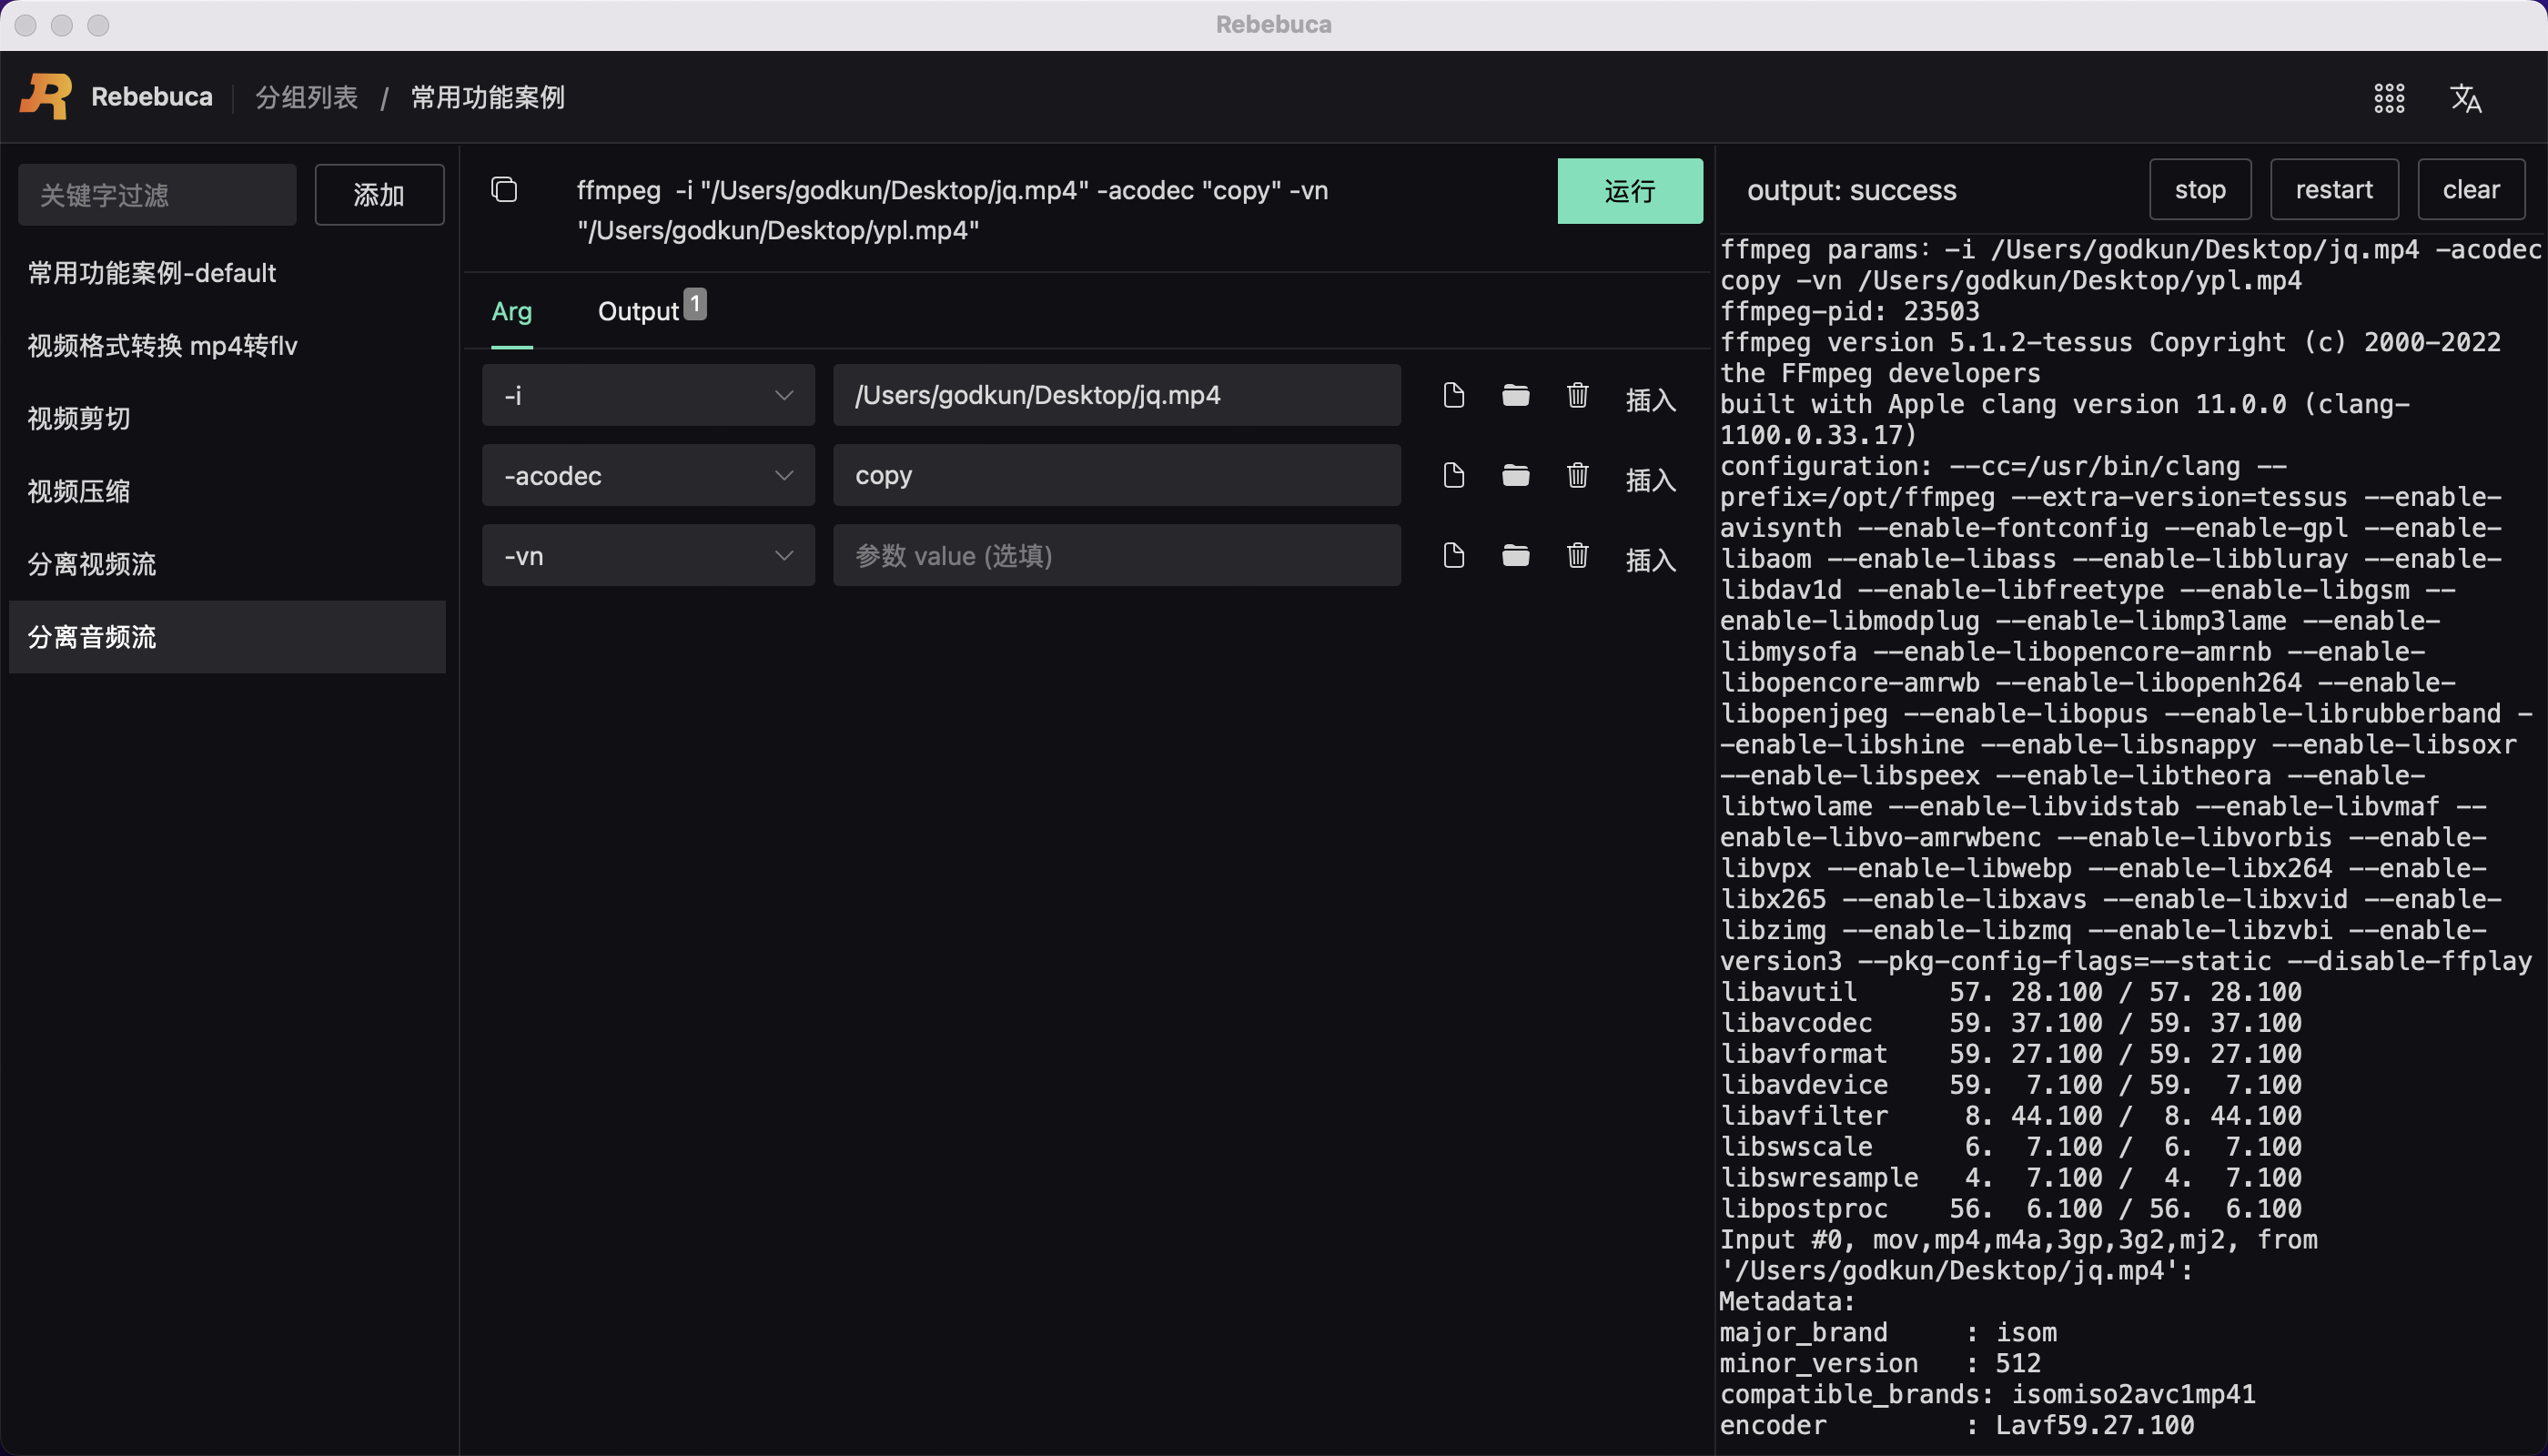 Rebebuca
Rebebuca
分组列表 / 常用功能案例
关键字过滤
添加
常用功能案例-default
视频格式转换 mp4转flv
视频剪切
视频压缩
分离视频流
分离音频流
ffmpeg -i "/Users/godkun/Desktop/jq.mp4" -acodec "copy" -vn
"/Users/godkun/Desktop/ypl.mp4"
运行
Arg
Output 1
-i
/Users/godkun/Desktop/jq.mp4
插入
-acodec
copy
插入
-vn
参数 value (选填)
插入
output: success
stop
restart
clear
ffmpeg params: -i /Users/godkun/Desktop/jq.mp4 -acodec
copy -vn /Users/godkun/Desktop/ypl.mp4
ffmpeg-pid: 23503
ffmpeg version 5.1.2-tessus Copyright (c) 2000-2022
the FFmpeg developers
built with Apple clang version 11.0.0 (clang-
1100.0.33.17)
configuration: --cc=/usr/bin/clang --
prefix=/opt/ffmpeg --extra-version=tessus --enable-
avisynth --enable-fontconfig --enable-gpl --enable-
libaom --enable-libass --enable-libbluray --enable-
libdav1d --enable-libfreetype --enable-libgsm --
enable-libmodplug --enable-libmp3lame --enable-
libmysofa --enable-libopencore-amrnb --enable-
libopencore-amrwb --enable-libopenh264 --enable-
libopenjpeg --enable-libopus --enable-librubberband -
-enable-libshine --enable-libsnappy --enable-libsoxr
--enable-libspeex --enable-libtheora --enable-
libtwolame --enable-libvidstab --enable-libvmaf --
enable-libvo-amrwbenc --enable-libvorbis --enable-
libvpx --enable-libwebp --enable-libx264 --enable-
libx265 --enable-libxavs --enable-libxvid --enable-
libzimg --enable-libzmq --enable-libzvbi --enable-
version3 --pkg-config-flags=--static --disable-ffplay
libavutil      57. 28.100 / 57. 28.100
libavcodec     59. 37.100 / 59. 37.100
libavformat    59. 27.100 / 59. 27.100
libavdevice    59.  7.100 / 59.  7.100
libavfilter     8. 44.100 /  8. 44.100
libswscale      6.  7.100 /  6.  7.100
libswresample   4.  7.100 /  4.  7.100
libpostproc    56.  6.100 / 56.  6.100
Input #0, mov,mp4,m4a,3gp,3g2,mj2, from
'/Users/godkun/Desktop/jq.mp4':
Metadata:
major_brand     : isom
minor_version   : 512
compatible_brands: isomiso2avc1mp41
encoder         : Lavf59.27.100